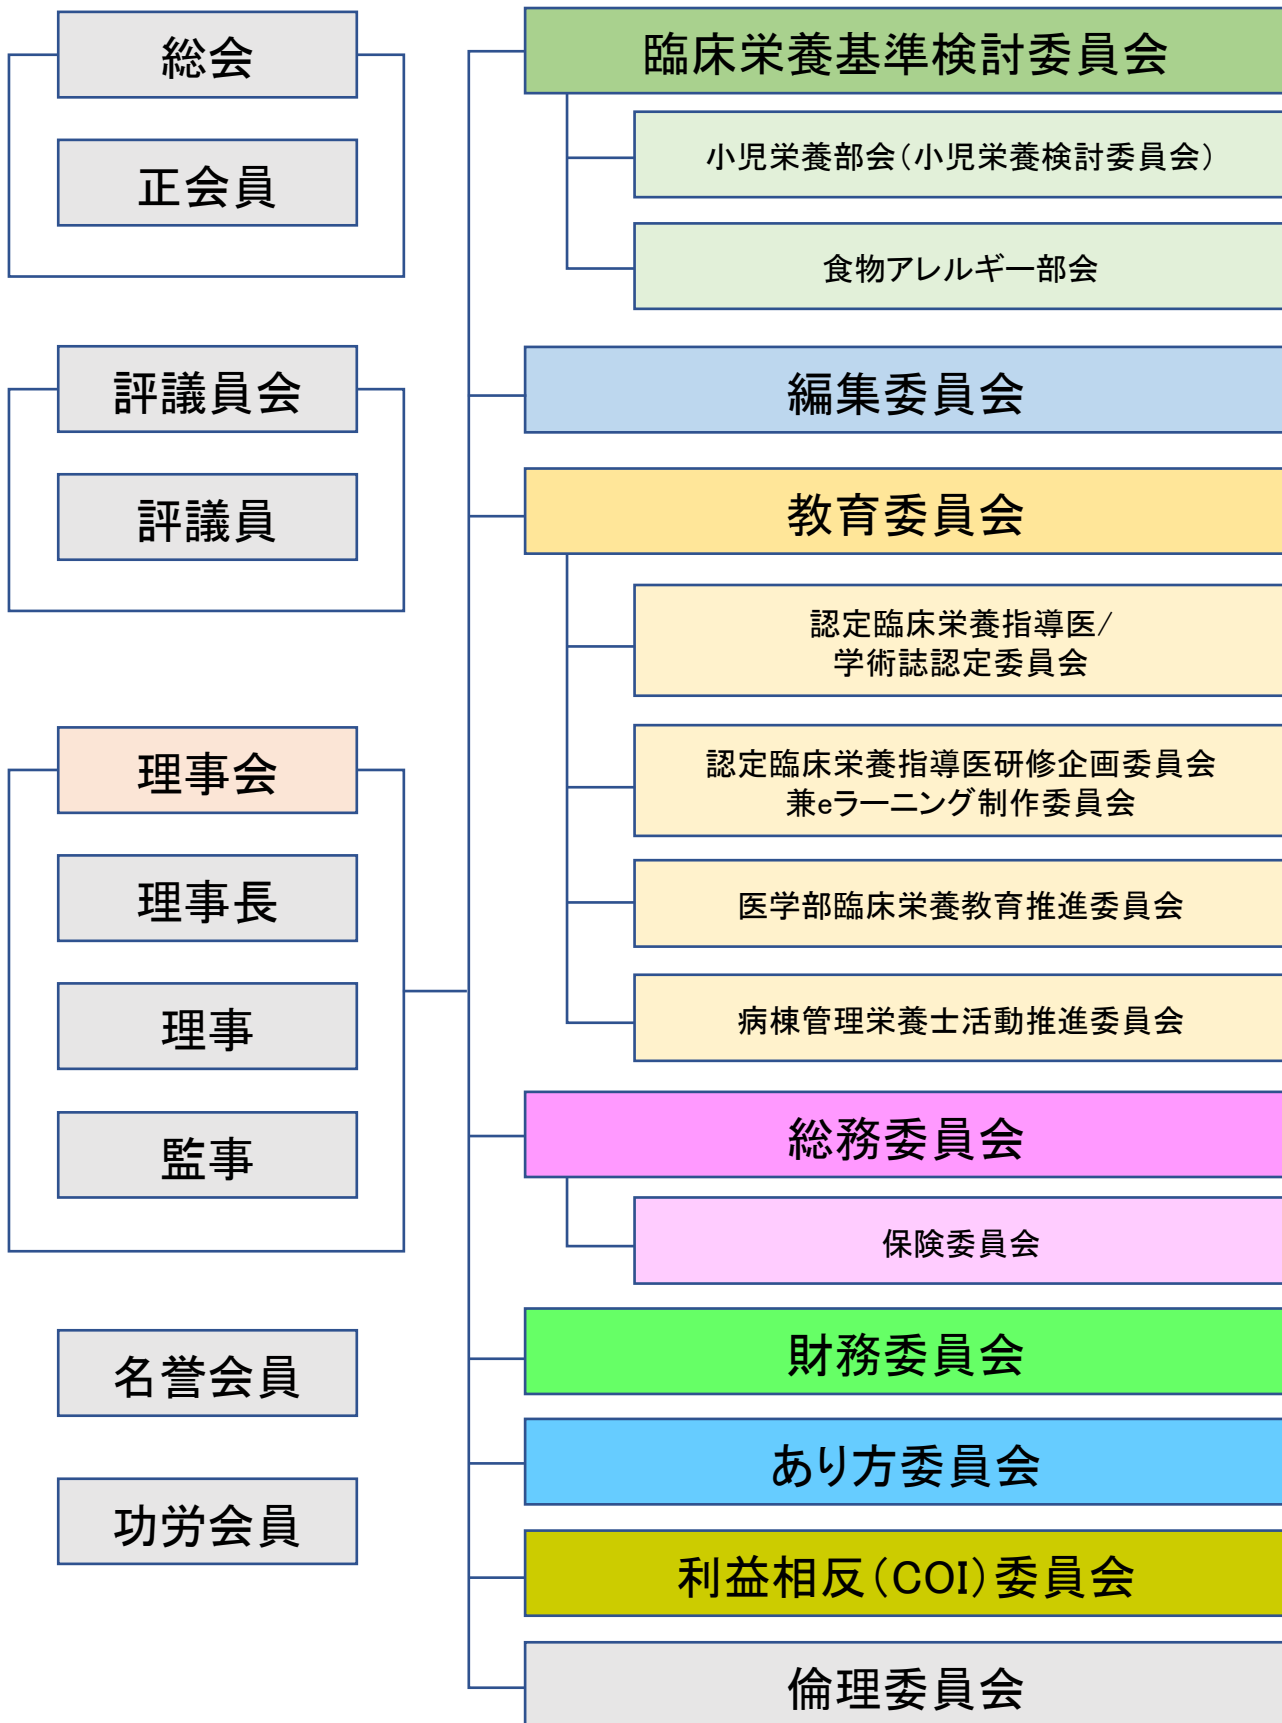 総会
正会員
評議員会
評議員
理事会
理事長
理事
監事
名誉会員
功労会員
臨床栄養基準検討委員会
小児栄養部会(小児栄養検討委員会)
食物アレルギー部会
編集委員会
教育委員会
認定臨床栄養指導医/
学術誌認定委員会
認定臨床栄養指導医研修企画委員会
兼eラーニング制作委員会
医学部臨床栄養教育推進委員会
病棟管理栄養士活動推進委員会
総務委員会
保険委員会
財務委員会
あり方委員会
利益相反(COI)委員会
倫理委員会